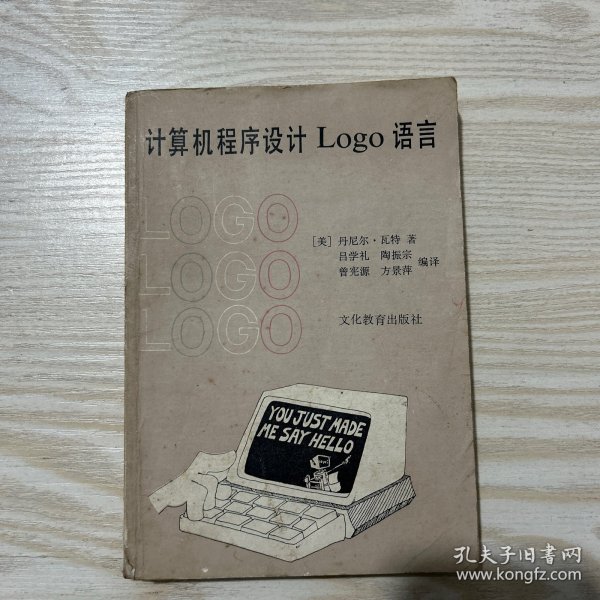 计算机程序设计 Logo 语言
LOGO
LOGO
LOGO
[美] 丹尼尔·瓦特 著
吕学礼 陶振宗
曾宪源 方景萍 编译
文化教育出版社
YOU JUST MADE
ME SAY HELLO
孔夫子旧书网
www.kongfz.com